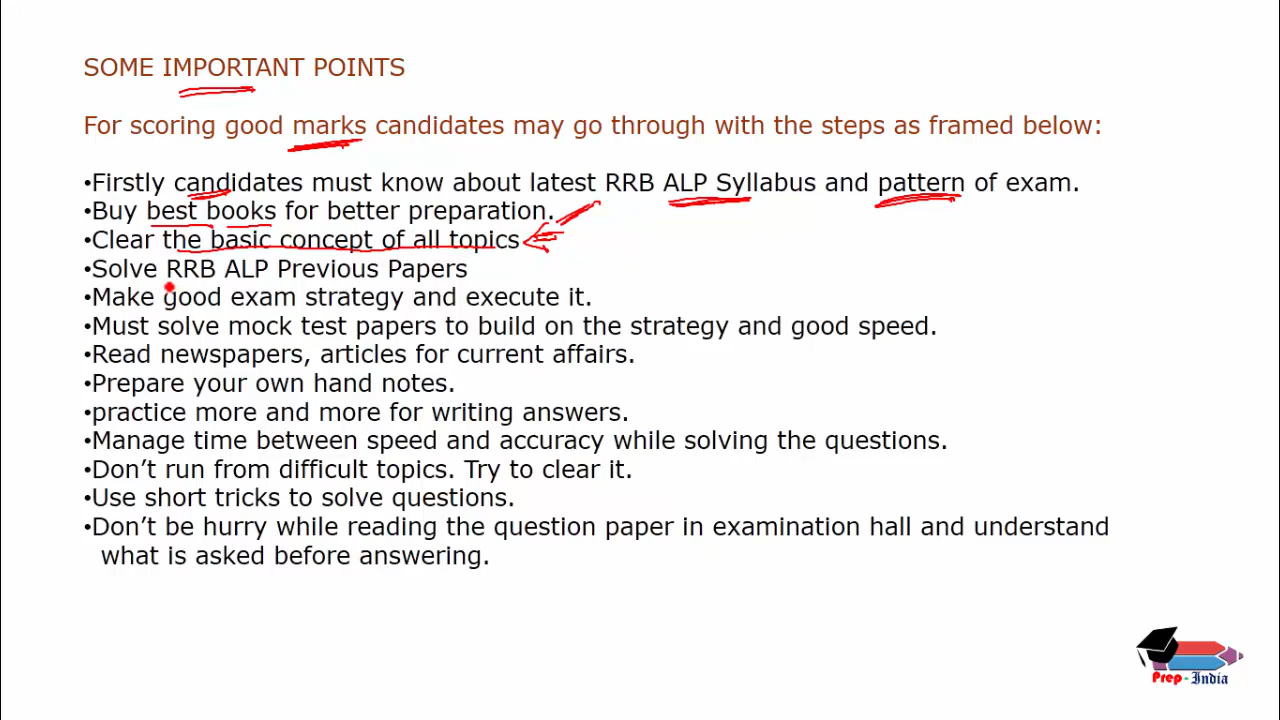 SOME IMPORTANT POINTS
For scoring good marks candidates may go through with the steps as framed below:
•Firstly candidates must know about latest RRB ALP Syllabus and pattern of exam.
•Buy best books for better preparation.
•Clear the basic concept of all topics
•Solve RRB ALP Previous Papers
•Make good exam strategy and execute it.
•Must solve mock test papers to build on the strategy and good speed.
•Read newspapers, articles for current affairs.
•Prepare your own hand notes.
•practice more and more for writing answers.
•Manage time between speed and accuracy while solving the questions.
•Don’t run from difficult topics. Try to clear it.
•Use short tricks to solve questions.
•Don’t be hurry while reading the question paper in examination hall and understand
what is asked before answering.
Prep-India